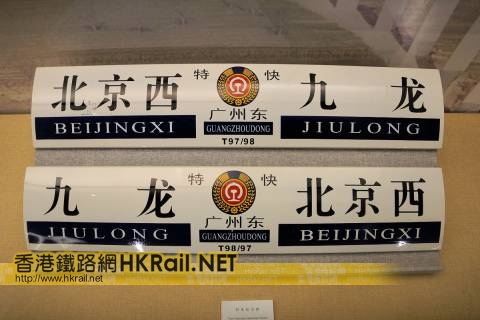 北京西 特 快 九 龙
广州东
BEIJINGXI GUANGZHOUDONG JIULONG
T97/98
九 龙 特 快 北京西
广州东
JIULONG GUANGZHOUDONG BEIJINGXI
T98/97
香港鐵路網HKRail.NET
http://www.hkrail.net